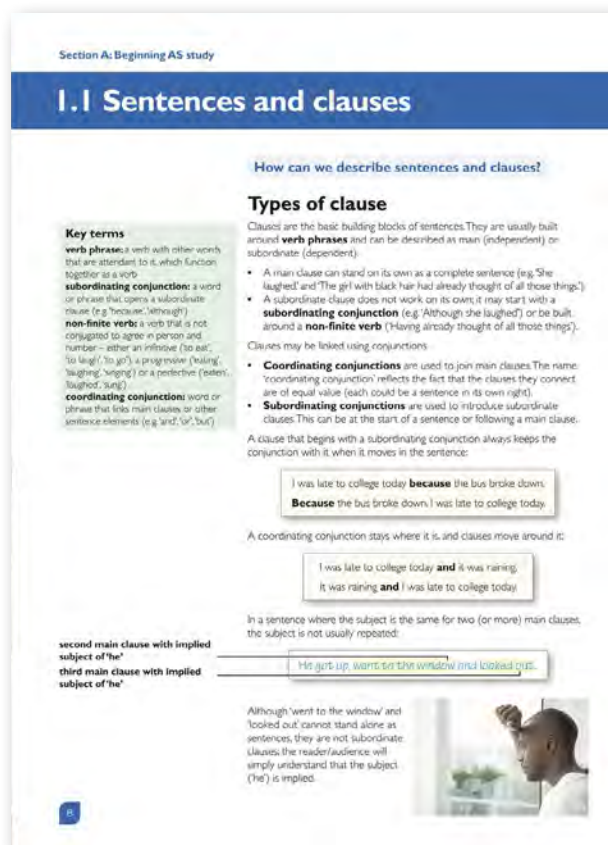 Section A: Beginning AS study
1.1 Sentences and clauses
How can we describe sentences and clauses?
Key terms
verb phrase: a verb with other words
that are attendant to it, which function
together as a verb
subordinating conjunction: a word
or phrase that opens a subordinate
clause (e.g. 'because', 'although')
non-finite verb: a verb that is not
conjugated to agree in person and
number – either an infinitive ('to eat',
'to laugh', 'to go'), a progressive ('eating',
'laughing', 'singing') or a perfective ('eaten',
'laughed', 'sung')
coordinating conjunction: word or
phrase that links main clauses or other
sentence elements (e.g. 'and', 'or', 'but')
Types of clause
Clauses are the basic building blocks of sentences. They are usually built
around verb phrases and can be described as main (independent) or
subordinate (dependent).
• A main clause can stand on its own as a complete sentence (e.g. 'She
laughed' and 'The girl with black hair had already thought of all those things').
• A subordinate clause does not work on its own; it may start with a
subordinating conjunction (e.g. 'Although she laughed') or be built
around a non-finite verb ('Having already thought of all those things').
Clauses may be linked using conjunctions.
• Coordinating conjunctions are used to join main clauses. The name
'coordinating conjunction' reflects the fact that the clauses they connect
are of equal value (each could be a sentence in its own right).
• Subordinating conjunctions are used to introduce subordinate
clauses. This can be at the start of a sentence or following a main clause.
A clause that begins with a subordinating conjunction always keeps the
conjunction with it when it moves in the sentence:
I was late to college today because the bus broke down.
Because the bus broke down, I was late to college today.
A coordinating conjunction stays where it is, and clauses move around it:
I was late to college today and it was raining.
It was raining and I was late to college today.
In a sentence where the subject is the same for two (or more) main clauses,
the subject is not usually repeated:
second main clause with implied
subject of 'he'
third main clause with implied
subject of 'he'
He got up, went to the window and looked out.
Although 'went to the window' and
'looked out' cannot stand alone as
sentences, they are not subordinate
clauses; the reader/audience will
simply understand that the subject
('he') is implied.
8